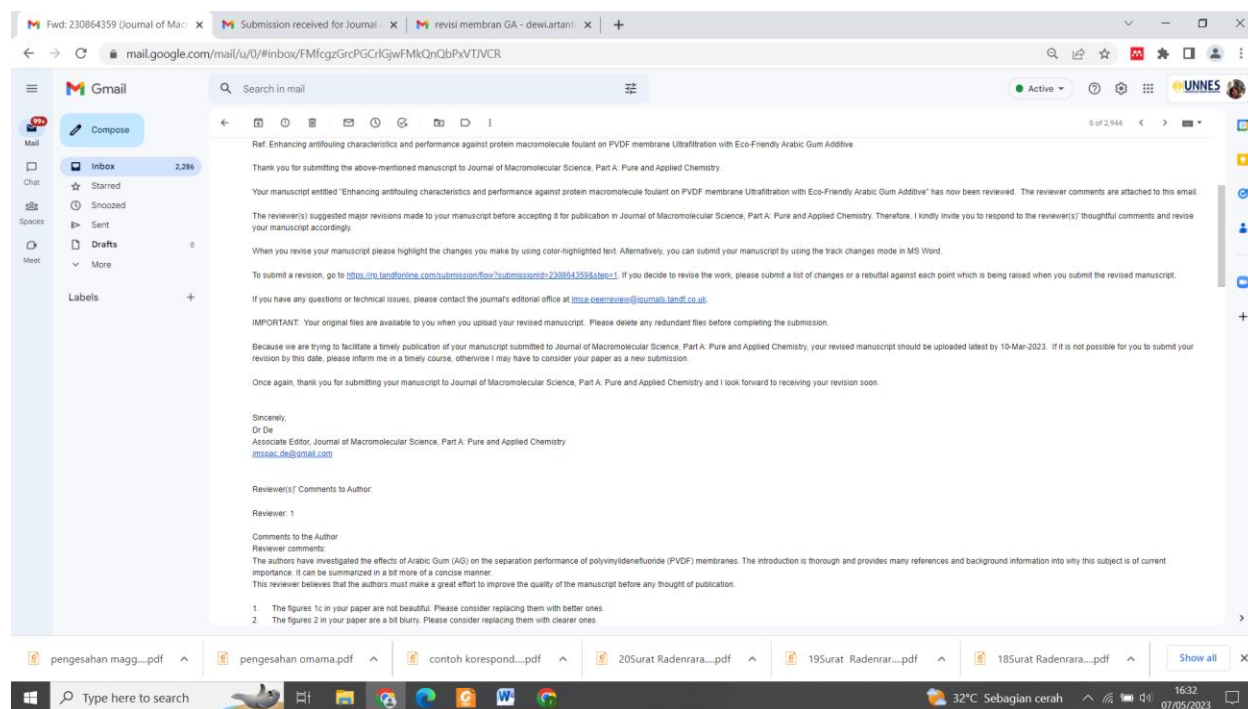 Fwd: 230864359 (Journal of Mac
Submission received for Journal
revisi membran GA - dewi.artant
mail.google.com/mail/u/0/#inbox/FMfcgzGrcPGCrlGjwFMkQnQbPxVTJVCR
Gmail
Search in mail
Active
UNNES
99+
Mail
Compose
5 of 2,944
Chat
Inbox 2,286
Starred
Spaces
Snoozed
Sent
Meet
Drafts 8
More
Labels
Ref: Enhancing antifouling characteristics and performance against protein macromolecule foulant on PVDF membrane Ultrafiltration with Eco-Friendly Arabic Gum Additive
Thank you for submitting the above-mentioned manuscript to Journal of Macromolecular Science, Part A: Pure and Applied Chemistry.
Your manuscript entitled "Enhancing antifouling characteristics and performance against protein macromolecule foulant on PVDF membrane Ultrafiltration with Eco-Friendly Arabic Gum Additive" has now been reviewed. The reviewer comments are attached to this email.
The reviewer(s) suggested major revisions made to your manuscript before accepting it for publication in Journal of Macromolecular Science, Part A: Pure and Applied Chemistry. Therefore, I kindly invite you to respond to the reviewer(s)' thoughtful comments and revise
your manuscript accordingly.
When you revise your manuscript please highlight the changes you make by using color-highlighted text. Alternatively, you can submit your manuscript by using the track changes mode in MS Word.
To submit a revision, go to https://rp.tandfonline.com/submission/flow?submissionId=230864359&step=1. If you decide to revise the work, please submit a list of changes or a rebuttal against each point which is being raised when you submit the revised manuscript.
If you have any questions or technical issues, please contact the journal's editorial office at lmsa-peerreview@journals.tandf.co.uk.
IMPORTANT: Your original files are available to you when you upload your revised manuscript. Please delete any redundant files before completing the submission.
Because we are trying to facilitate a timely publication of your manuscript submitted to Journal of Macromolecular Science, Part A: Pure and Applied Chemistry, your revised manuscript should be uploaded latest by 10-Mar-2023. If it is not possible for you to submit your
revision by this date, please inform me in a timely course, otherwise I may have to consider your paper as a new submission.
Once again, thank you for submitting your manuscript to Journal of Macromolecular Science, Part A: Pure and Applied Chemistry and I look forward to receiving your revision soon.
Sincerely,
Dr De
Associate Editor, Journal of Macromolecular Science, Part A: Pure and Applied Chemistry
jmspac.de@gmail.com
Reviewer(s)' Comments to Author:
Reviewer: 1
Comments to the Author
Reviewer comments:
The authors have investigated the effects of Arabic Gum (AG) on the separation performance of polyvinylidenefluoride (PVDF) membranes. The introduction is thorough and provides many references and background information into why this subject is of current
importance. It can be summarized in a bit more of a concise manner.
This reviewer believes that the authors must make a great effort to improve the quality of the manuscript before any thought of publication.
1. The figures 1c in your paper are not beautiful. Please consider replacing them with better ones.
2. The figures 2 in your paper are a bit blurry. Please consider replacing them with clearer ones.
pengesahan magg....pdf
pengesahan omama.pdf
contoh korespond....pdf
20Surat Radenrara....pdf
19Surat Radenrar....pdf
18Surat Radenrara....pdf
Show all
Type here to search
32°C Sebagian cerah
16:32
07/05/2023